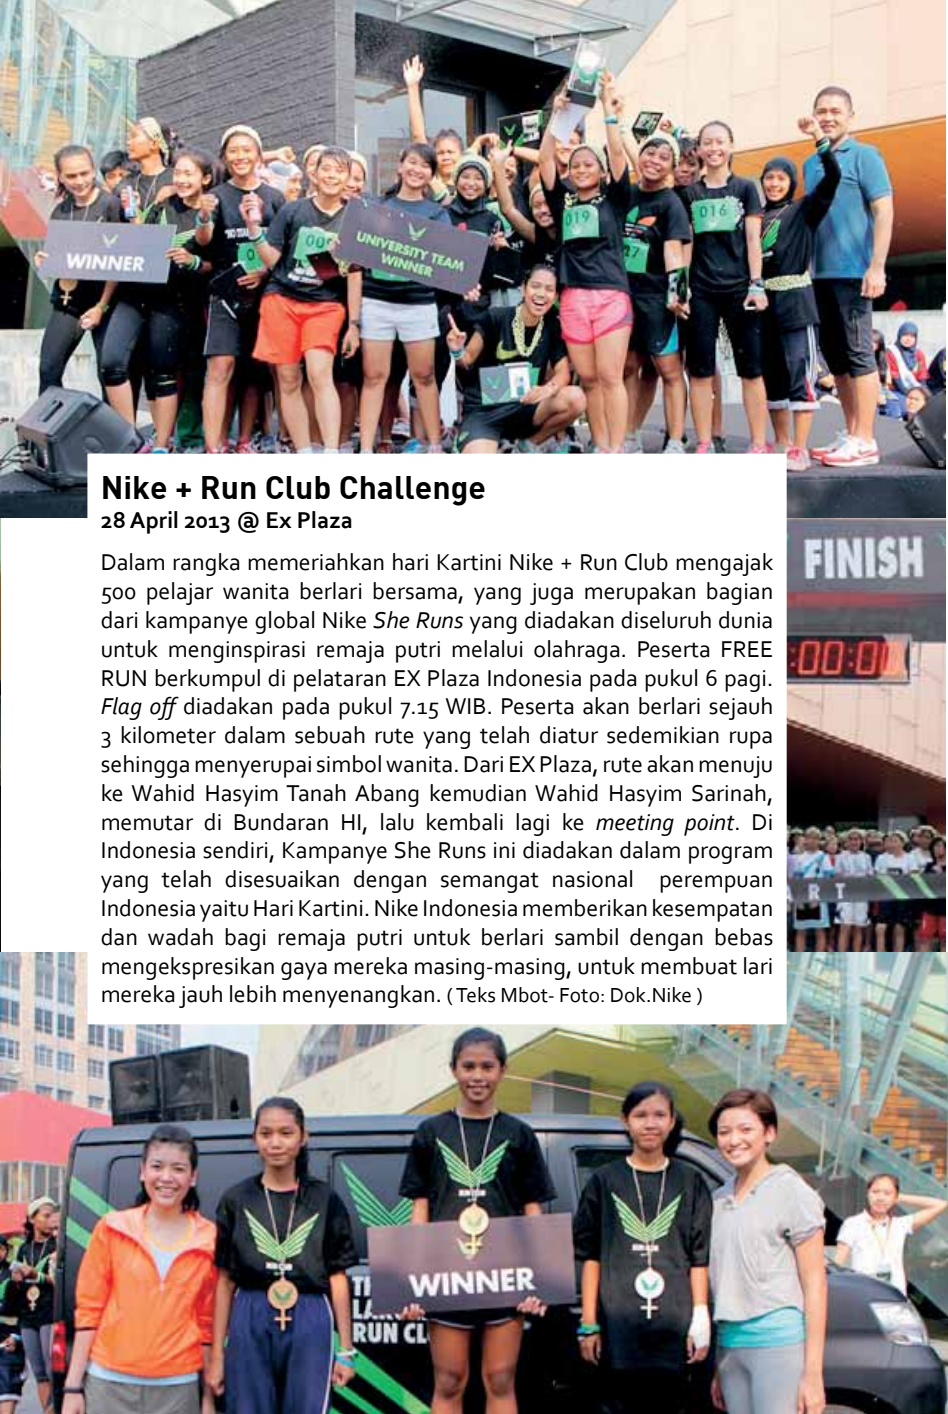 WINNER
UNIVERSITY TEAM
WINNER
019
016
Nike + Run Club Challenge
28 April 2013 @ Ex Plaza
Dalam rangka memeriahkan hari Kartini Nike + Run Club mengajak
500 pelajar wanita berlari bersama, yang juga merupakan bagian
dari kampanye global Nike She Runs yang diadakan diseluruh dunia
untuk menginspirasi remaja putri melalui olahraga. Peserta FREE
RUN berkumpul di pelataran EX Plaza Indonesia pada pukul 6 pagi.
Flag off diadakan pada pukul 7.15 WIB. Peserta akan berlari sejauh
3 kilometer dalam sebuah rute yang telah diatur sedemikian rupa
sehingga menyerupai simbol wanita. Dari EX Plaza, rute akan menuju
ke Wahid Hasyim Tanah Abang kemudian Wahid Hasyim Sarinah,
memutar di Bundaran HI, lalu kembali lagi ke meeting point. Di
Indonesia sendiri, Kampanye She Runs ini diadakan dalam program
yang telah disesuaikan dengan semangat nasional perempuan
Indonesia yaitu Hari Kartini. Nike Indonesia memberikan kesempatan
dan wadah bagi remaja putri untuk berlari sambil dengan bebas
mengekspresikan gaya mereka masing-masing, untuk membuat lari
mereka jauh lebih menyenangkan. ( Teks Mbot- Foto: Dok.Nike )
FINISH
:00:00
WINNER
RUN CL